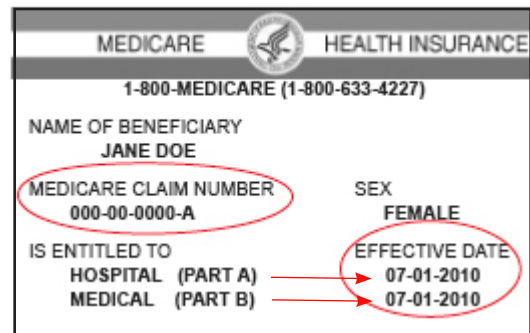 MEDICARE HEALTH INSURANCE
1-800-MEDICARE (1-800-633-4227)
NAME OF BENEFICIARY
JANE DOE
MEDICARE CLAIM NUMBER SEX
000-00-0000-A FEMALE
IS ENTITLED TO EFFECTIVE DATE
HOSPITAL (PART A) 07-01-2010
MEDICAL (PART B) 07-01-2010